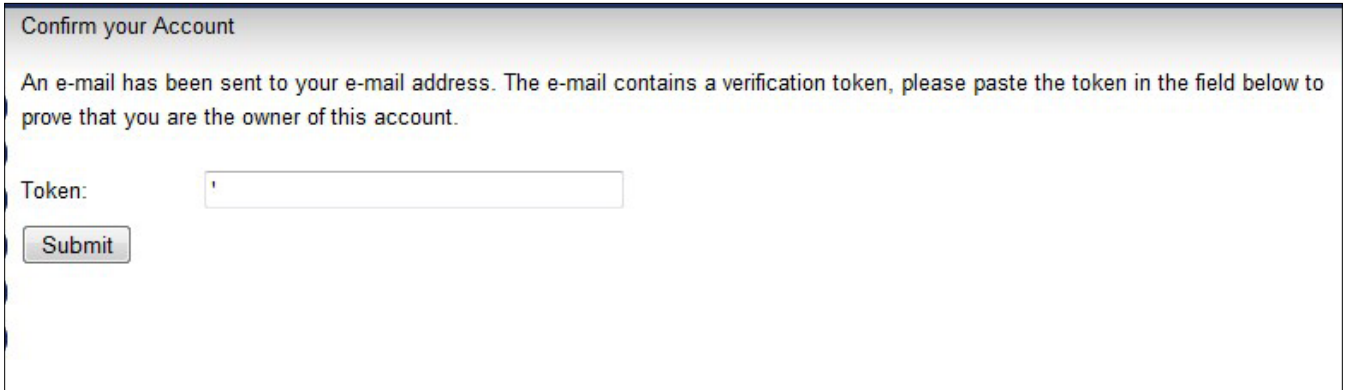 Confirm your Account
An e-mail has been sent to your e-mail address. The e-mail contains a verification token, please paste the token in the field below to
prove that you are the owner of this account.
Token: '
Submit